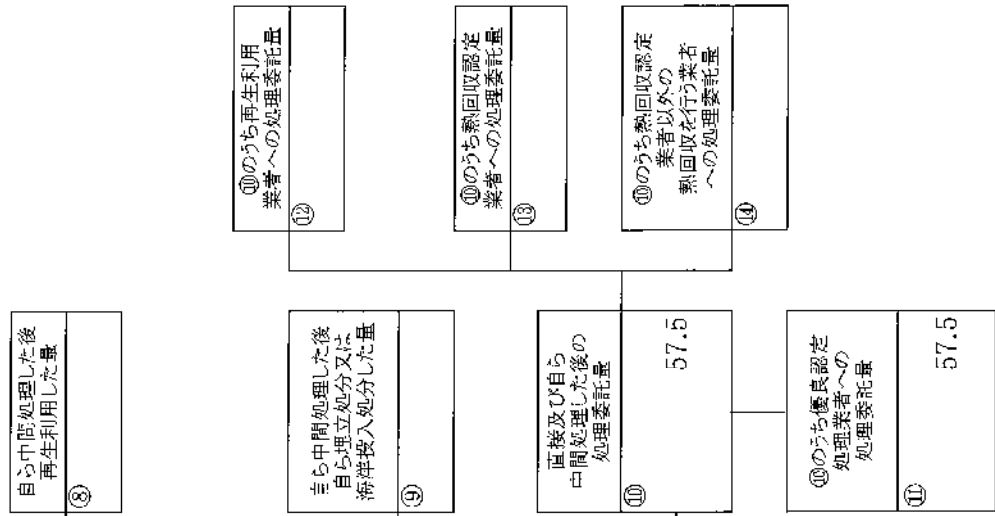 自ら中間処理した後
再生利用した量
⑧
自ら中間処理した後
自ら埋立処分又は
海洋投入処分した量
⑨
直接及び自ら
中間処理した後の
処理委託量
⑩
57.5
⑩のうち優良認定
処理業者への
処理委託量
⑪
57.5
⑩のうち再生利用
業者への処理委託量
⑫
⑩のうち熱回収認定
業者への処理委託量
⑬
⑩のうち熱回収認定
業者以外の
熱回収を行う業者
への処理委託量
⑭